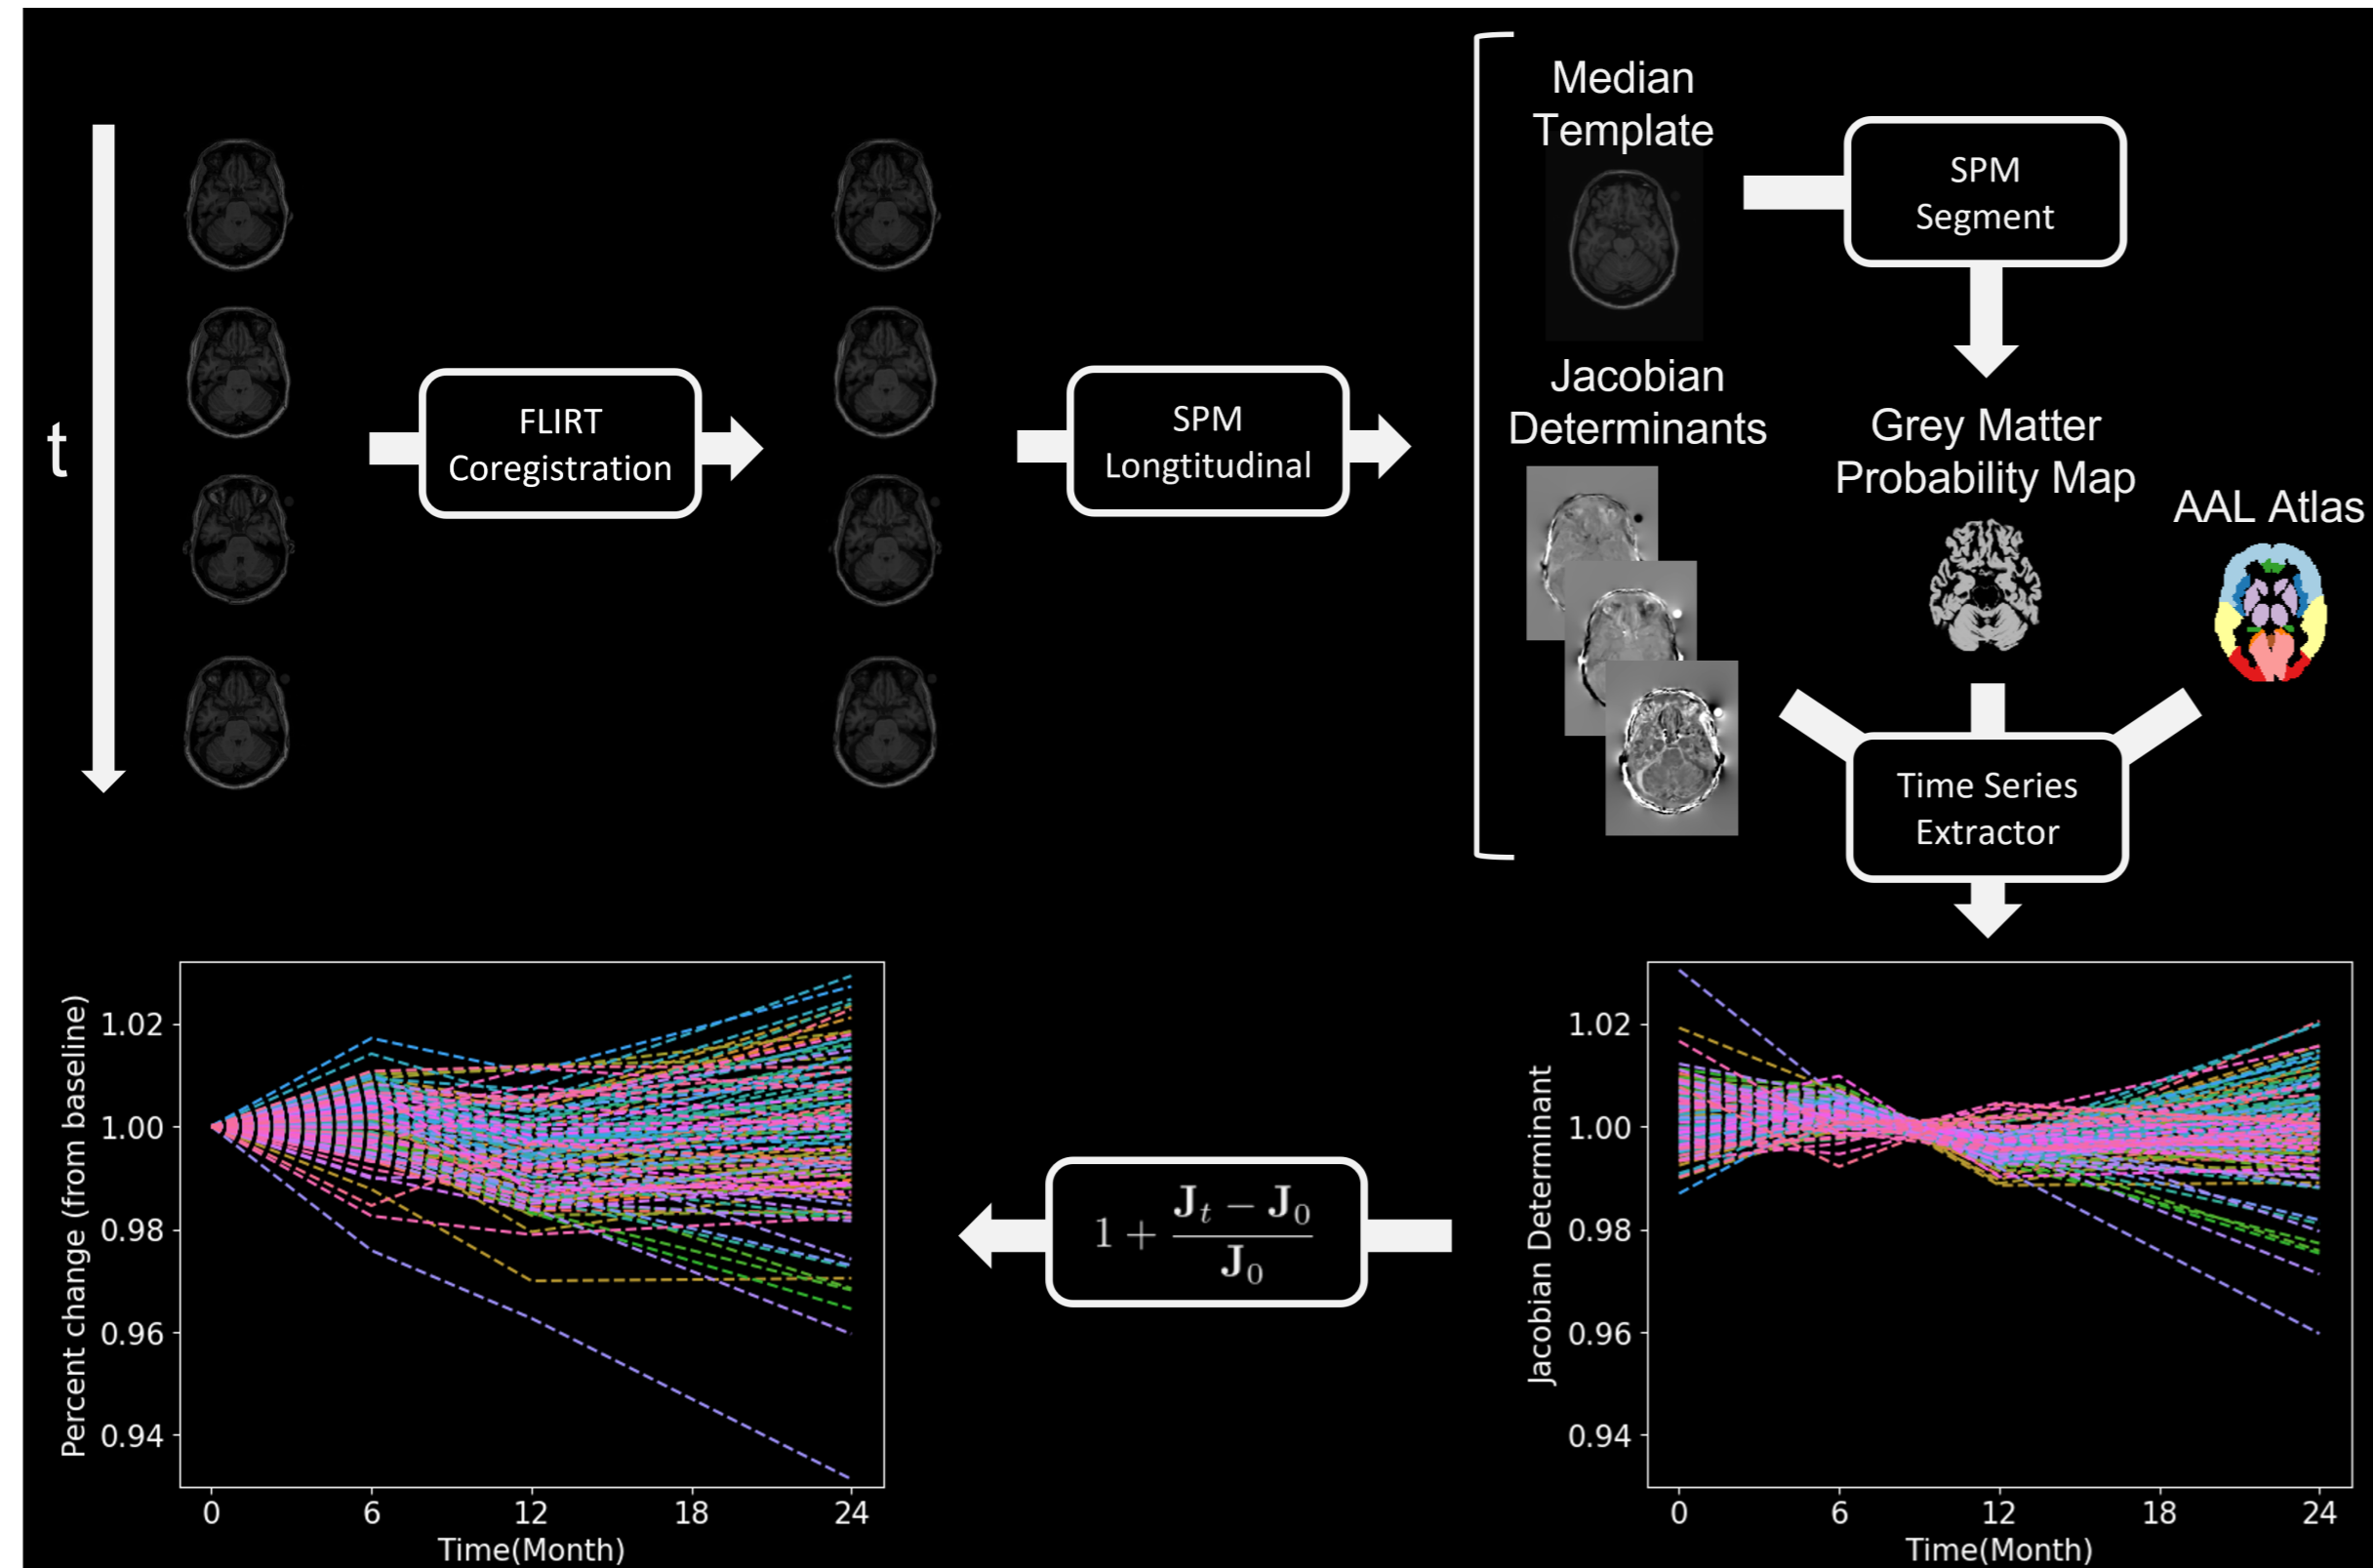 t
FLIRT
Coregistration
SPM
Longtitudinal
Median
Template
SPM
Segment
Jacobian
Determinants
Grey Matter
Probability Map
AAL Atlas
Time Series
Extractor
Percent change (from baseline)
1.02
1.00
0.98
0.96
0.94
0
6
12
18
24
Time(Month)
1 + \frac{J_t − J_0}{J_0}
Jacobian Determinant
1.02
1.00
0.98
0.96
0.94
0
6
12
18
24
Time(Month)